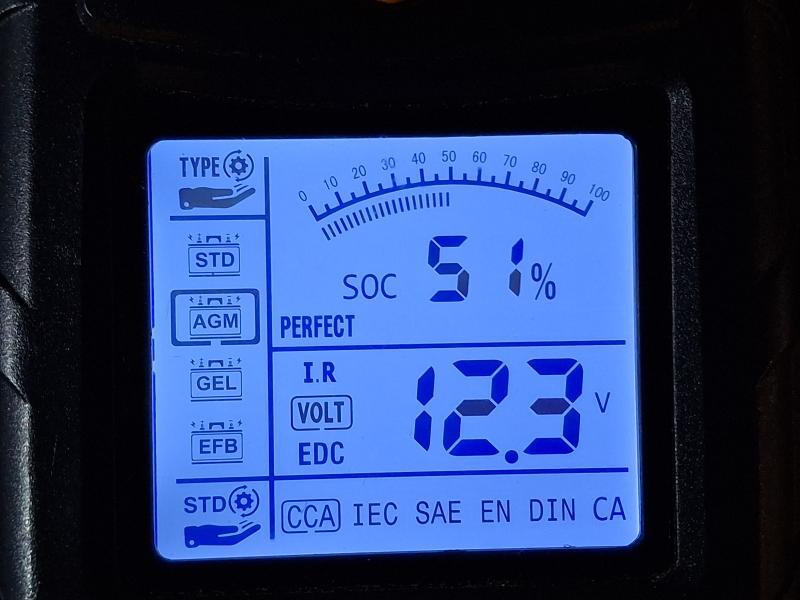 TYPE
0 10 20 30 40 50 60 70 80 90 100
STD
SOC 51%
AGM
PERFECT
GEL
I.R
VOLT 12.3 V
EFB
EDC
STD
CCA IEC SAE EN DIN CA